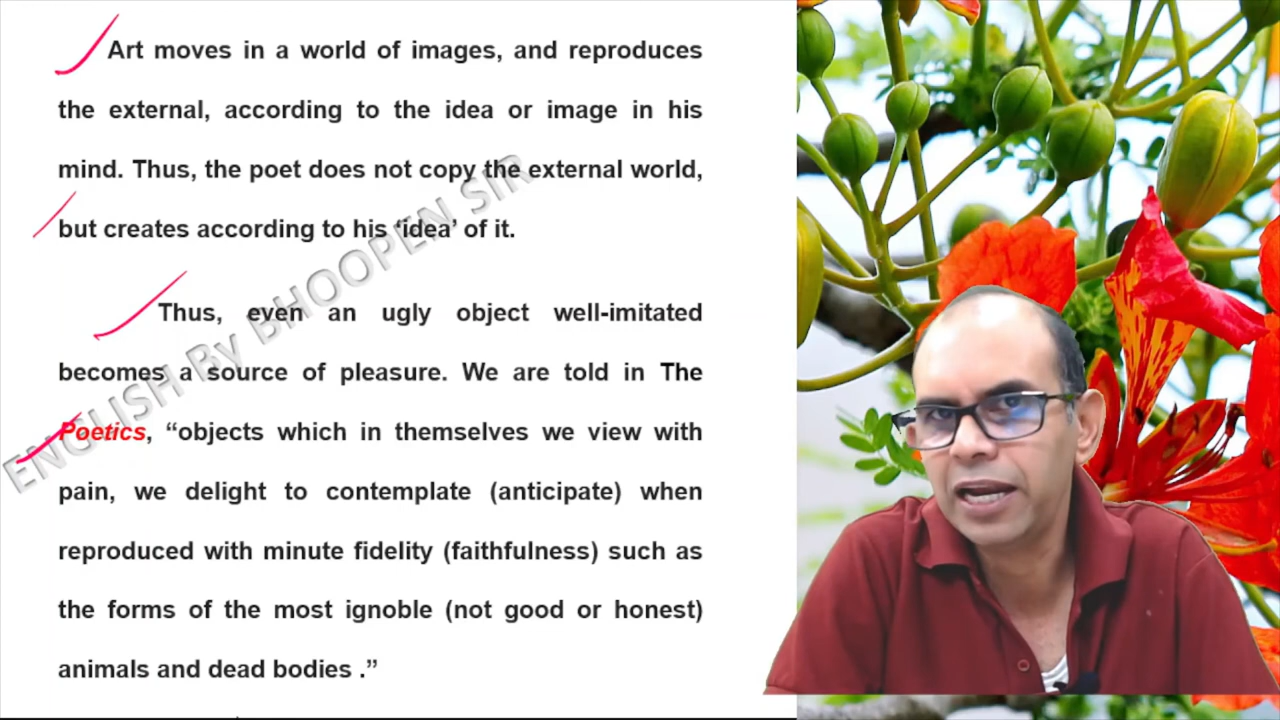 Art moves in a world of images, and reproduces
the external, according to the idea or image in his
mind. Thus, the poet does not copy the external world,
but creates according to his ‘idea’ of it.
Thus, even an ugly object well-imitated
becomes a source of pleasure. We are told in The
Poetics, “objects which in themselves we view with
pain, we delight to contemplate (anticipate) when
reproduced with minute fidelity (faithfulness) such as
the forms of the most ignoble (not good or honest)
animals and dead bodies .”
ENGLISH By BHOOPEN SIR